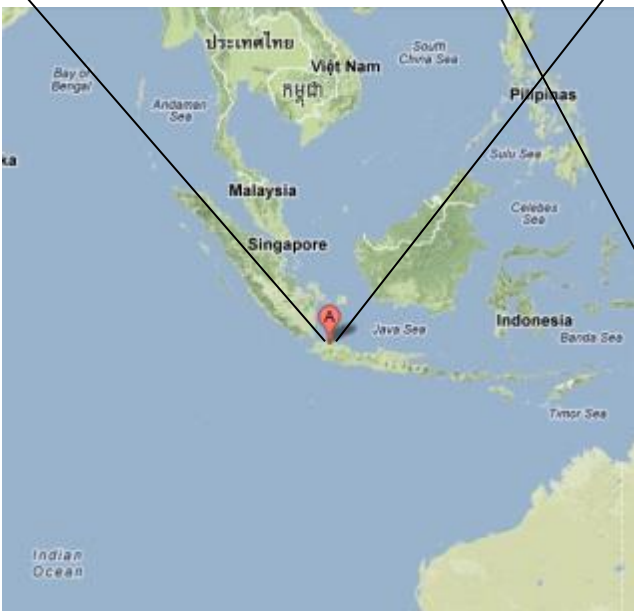 ประเทศไทย
South
China Sea
Việt Nam
Bay of
Bengal
កម្ពុជា
Pilipinas
Andaman
Sea
Sulu Sea
ka
Malaysia
Celebes
Sea
Singapore
A
Java Sea
Indonesia
Banda Sea
Timor Sea
Indian
Ocean